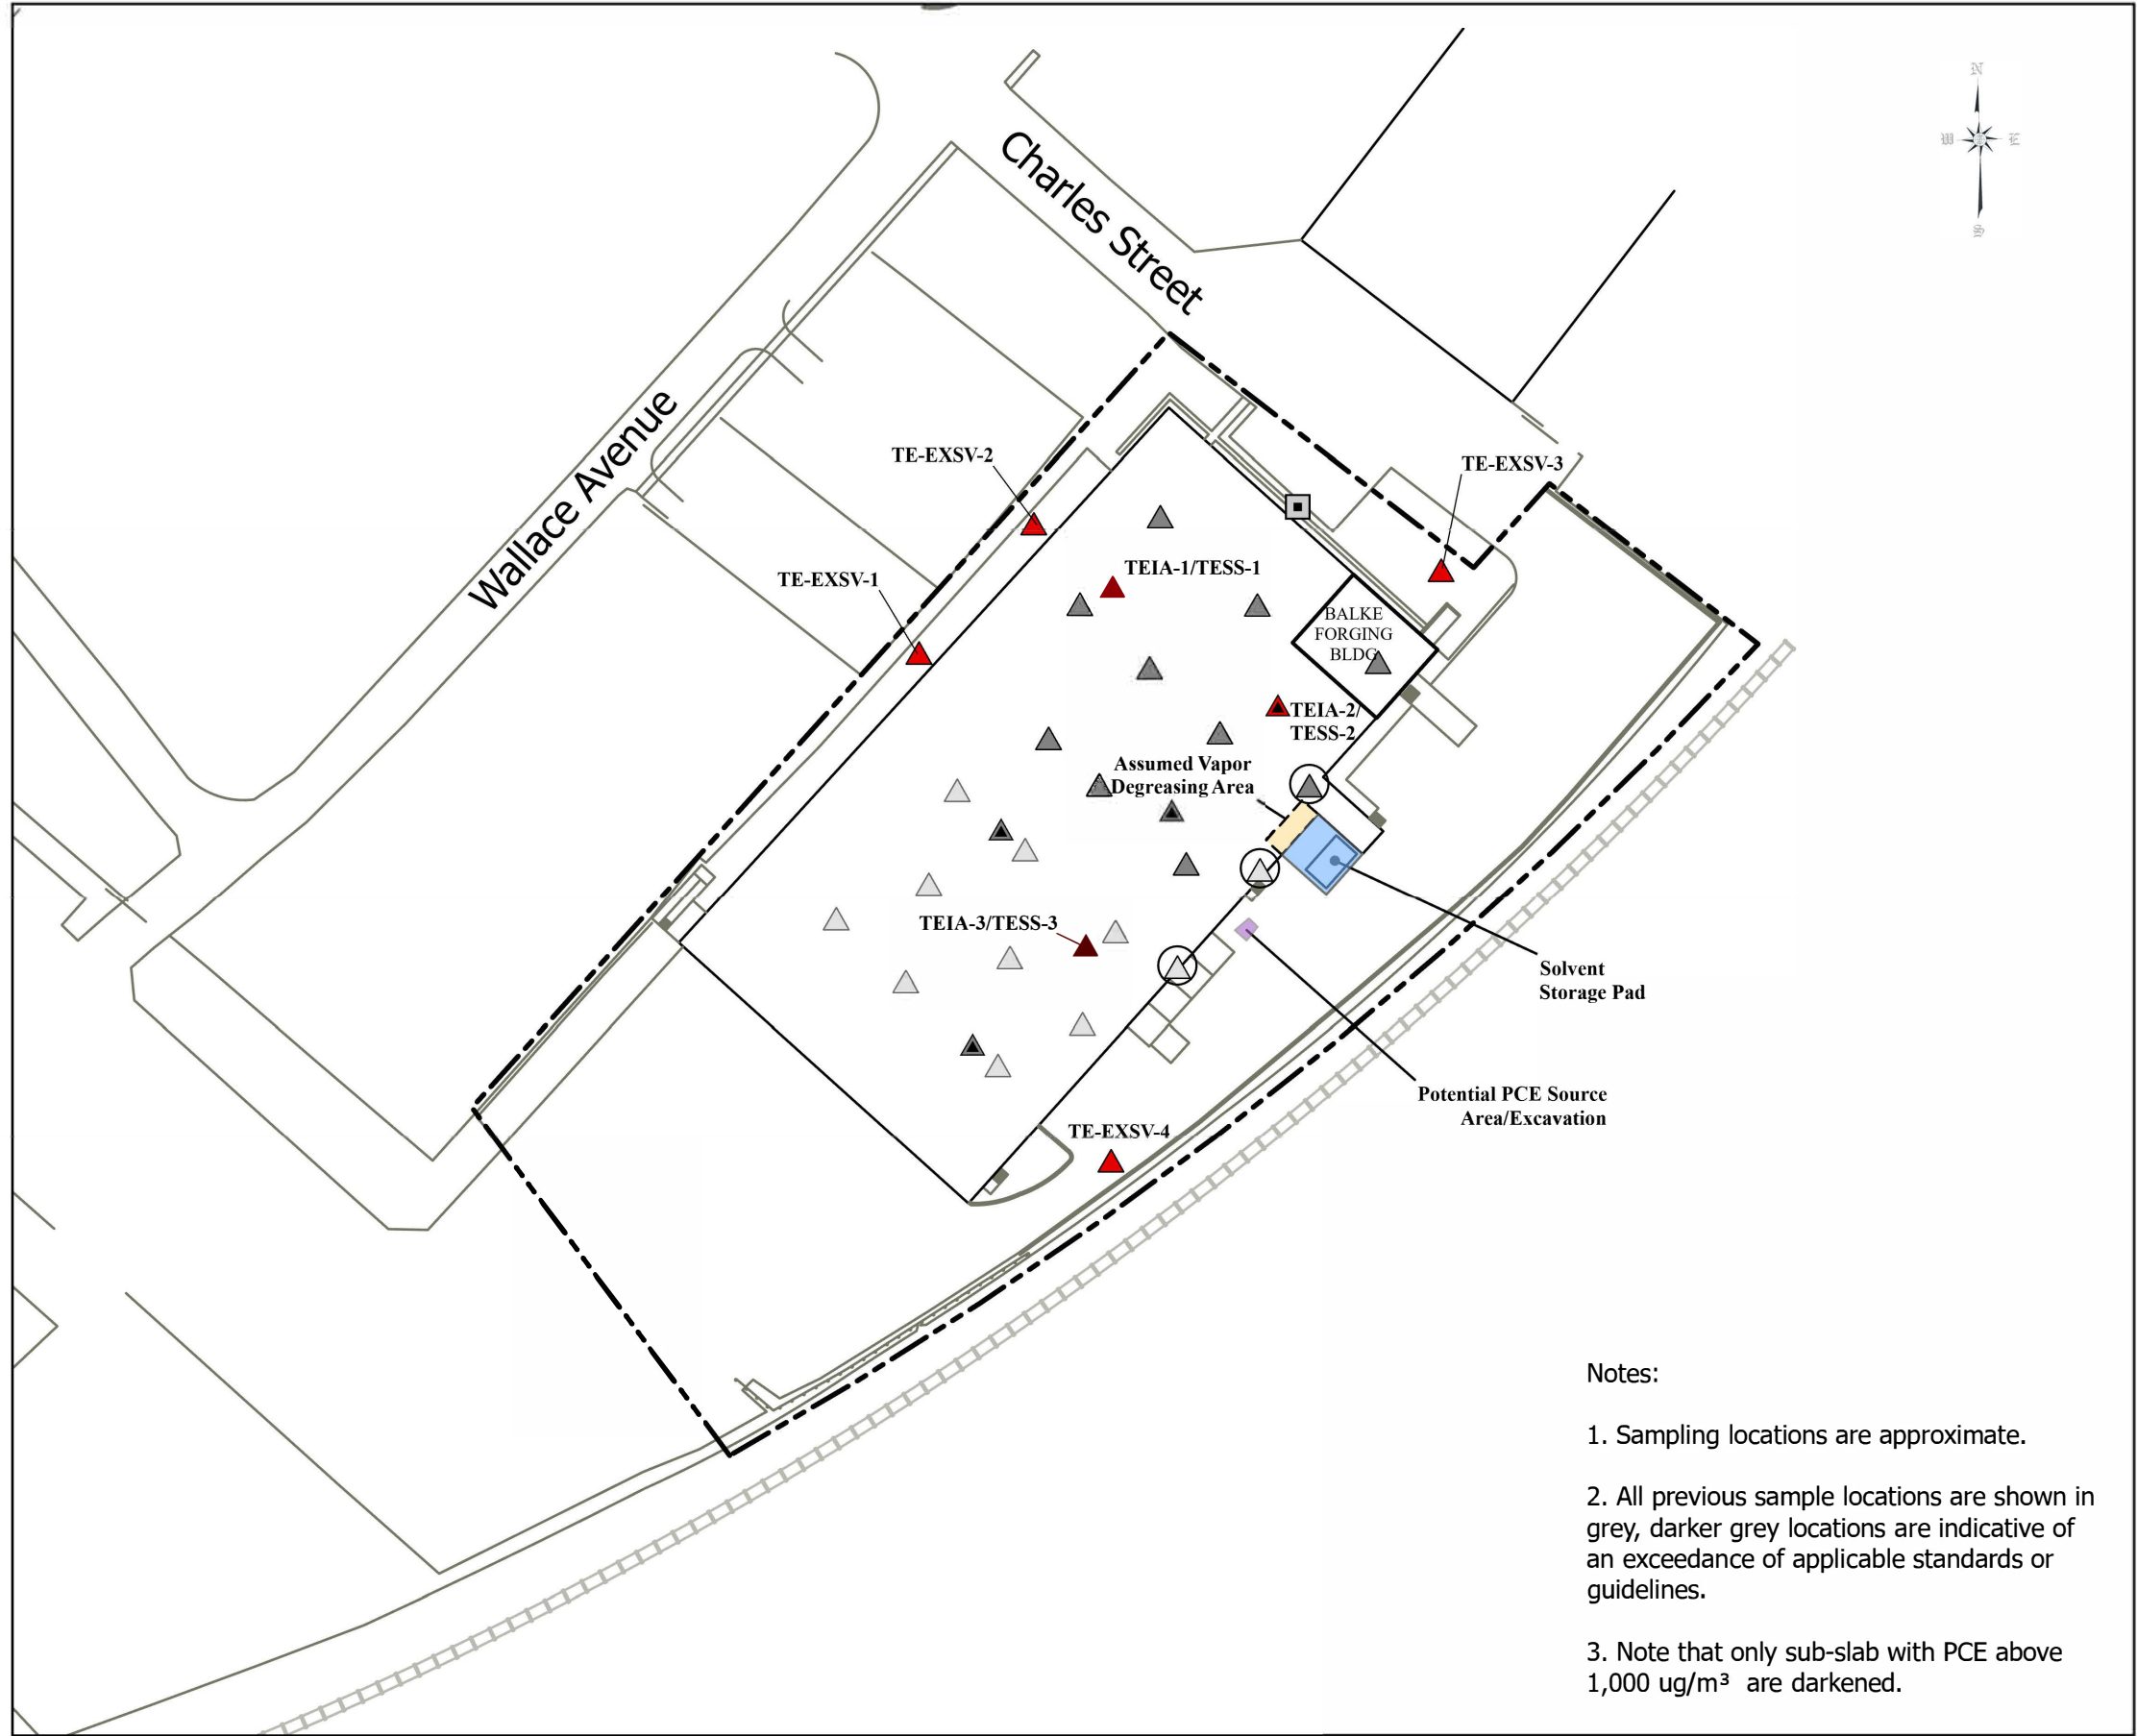 N
W
E
S
Charles Street
Wallace Avenue
TE-EXSV-2
TE-EXSV-3
TE-EXSV-1
TEIA-1/TESS-1
BALKE
FORGING
BLDG
TEIA-2/
TESS-2
Assumed Vapor
Degreasing Area
TEIA-3/TESS-3
Solvent
Storage Pad
Potential PCE Source
Area/Excavation
TE-EXSV-4
Notes:
1. Sampling locations are approximate.
2. All previous sample locations are shown in
grey, darker grey locations are indicative of
an exceedance of applicable standards or
guidelines.
3. Note that only sub-slab with PCE above
1,000 ug/m³ are darkened.